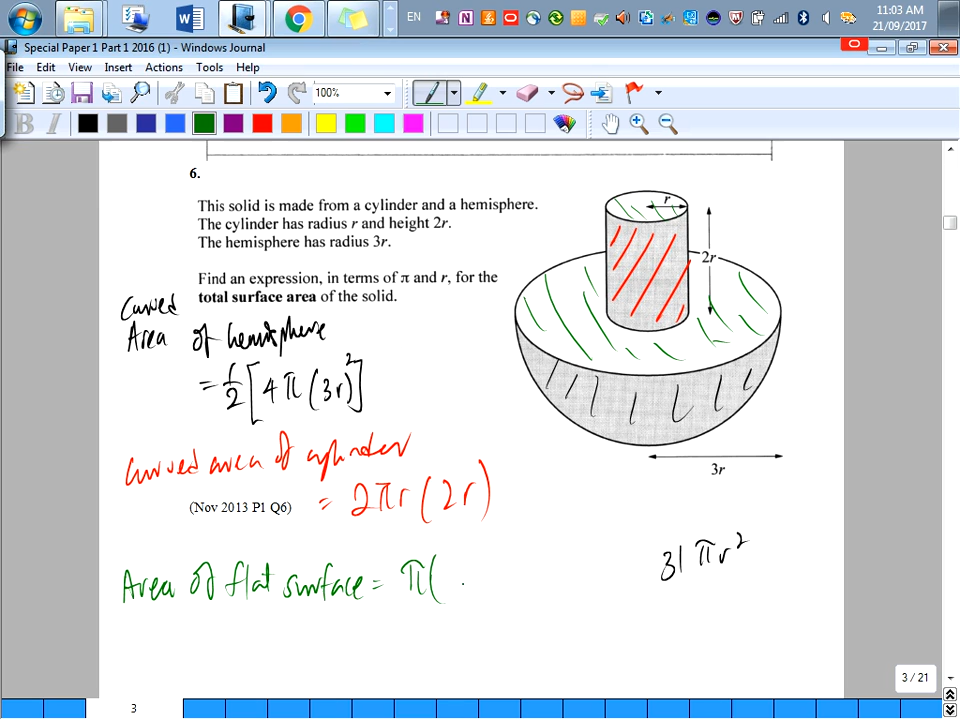 EN
11:03 AM
21/09/2017
Special Paper 1 Part 1 2016 (1) - Windows Journal
File Edit View Insert Actions Tools Help
100%
B I
6.
This solid is made from a cylinder and a hemisphere.
The cylinder has radius r and height 2r.
The hemisphere has radius 3r.
Find an expression, in terms of π and r, for the
total surface area of the solid.
r
2r
3r
Curved
Area of hemisphere
= 1/2 [4π(3r)²]
Curved area of cylinder
= 2πr(2r)
(Nov 2013 P1 Q6)
31πr²
Area of flat surface = π(
3 / 21
3